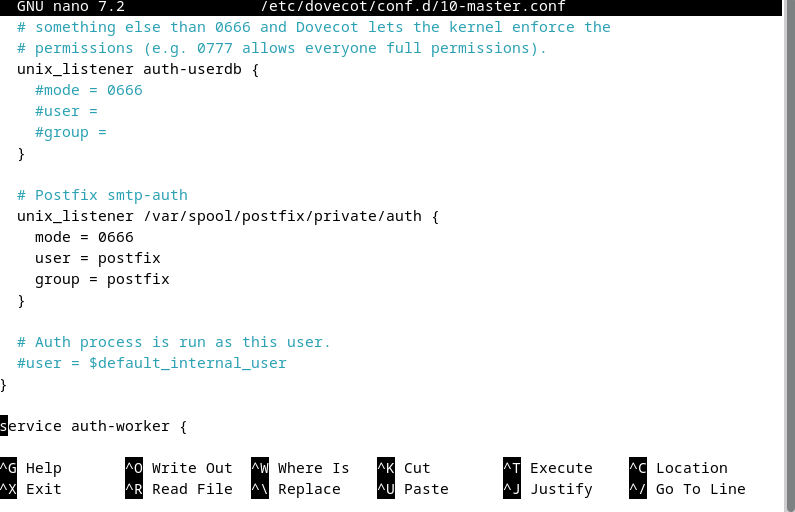 GNU nano 7.2 /etc/dovecot/conf.d/10-master.conf
# something else than 0666 and Dovecot lets the kernel enforce the
# permissions (e.g. 0777 allows everyone full permissions).
unix_listener auth-userdb {
#mode = 0666
#user =
#group =
}
# Postfix smtp-auth
unix_listener /var/spool/postfix/private/auth {
mode = 0666
user = postfix
group = postfix
}
# Auth process is run as this user.
#user = $default_internal_user
}
service auth-worker {
^G Help ^O Write Out ^W Where Is ^K Cut ^T Execute ^C Location
^X Exit ^R Read File ^\ Replace ^U Paste ^J Justify ^/ Go To Line